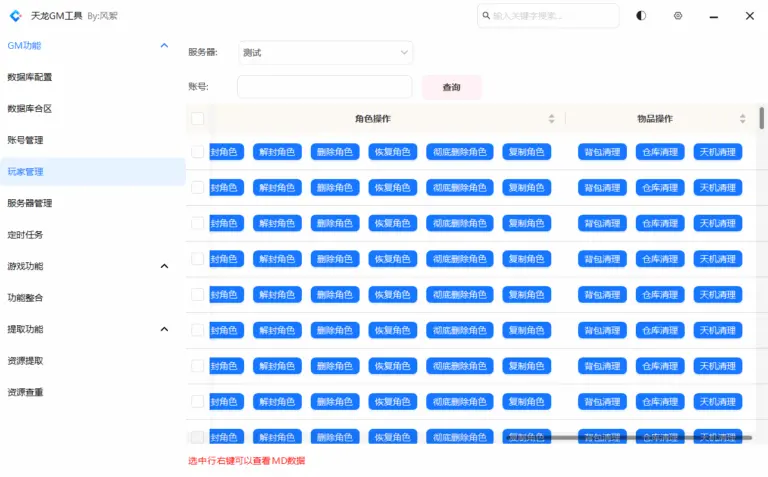 天龙GM工具 By:风絮
输入关键字搜索...
GM功能
数据库配置
数据库合区
账号管理
玩家管理
服务器管理
定时任务
游戏功能
功能整合
提取功能
资源提取
资源查重
服务器: 测试
账号: 查询
角色操作 物品操作
封角色 解封角色 删除角色 恢复角色 彻底删除角色 复制角色 背包清理 仓库清理 天机清理
封角色 解封角色 删除角色 恢复角色 彻底删除角色 复制角色 背包清理 仓库清理 天机清理
封角色 解封角色 删除角色 恢复角色 彻底删除角色 复制角色 背包清理 仓库清理 天机清理
封角色 解封角色 删除角色 恢复角色 彻底删除角色 复制角色 背包清理 仓库清理 天机清理
封角色 解封角色 删除角色 恢复角色 彻底删除角色 复制角色 背包清理 仓库清理 天机清理
封角色 解封角色 删除角色 恢复角色 彻底删除角色 复制角色 背包清理 仓库清理 天机清理
封角色 解封角色 删除角色 恢复角色 彻底删除角色 复制角色 背包清理 仓库清理 天机清理
封角色 解封角色 删除角色 恢复角色 彻底删除角色 复制角色 背包清理 仓库清理 天机清理
封角色 解封角色 删除角色 恢复角色 彻底删除角色 复制角色 背包清理 仓库清理 天机清理
选中行右键可以查看MD数据